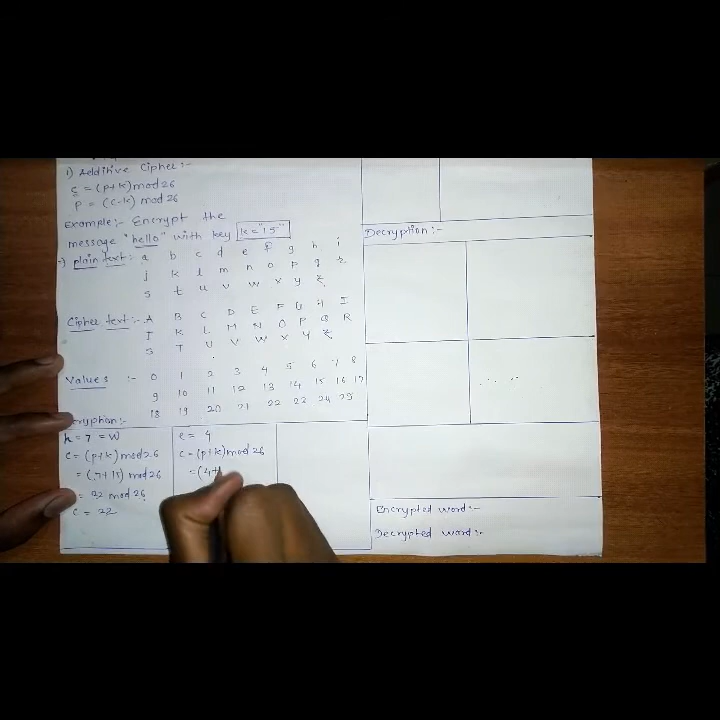 1) Additive Cipher:-
C = (p+k) mod 26
P = (c-k) mod 26
Example:- Encrypt the
message "hello" with key k="15"
plain text: a b c d e f g h i
j k l m n o p q r
s t u v w x y z
Cipher text:- A B C D E F G H I
J K L M N O P Q R
S T U V W X Y Z
Values :- 0 1 2 3 4 5 6 7 8
9 10 11 12 13 14 15 16 17
18 19 20 21 22 23 24 25
ryption:-
h = 7 = W
C = (p+k) mod 26
= (7+15) mod 26
= 22 mod 26
C = 22
e = 4
C = (p+k) mod 26
= (4+
Decryption:-
Encrypted word:-
Decrypted word:-